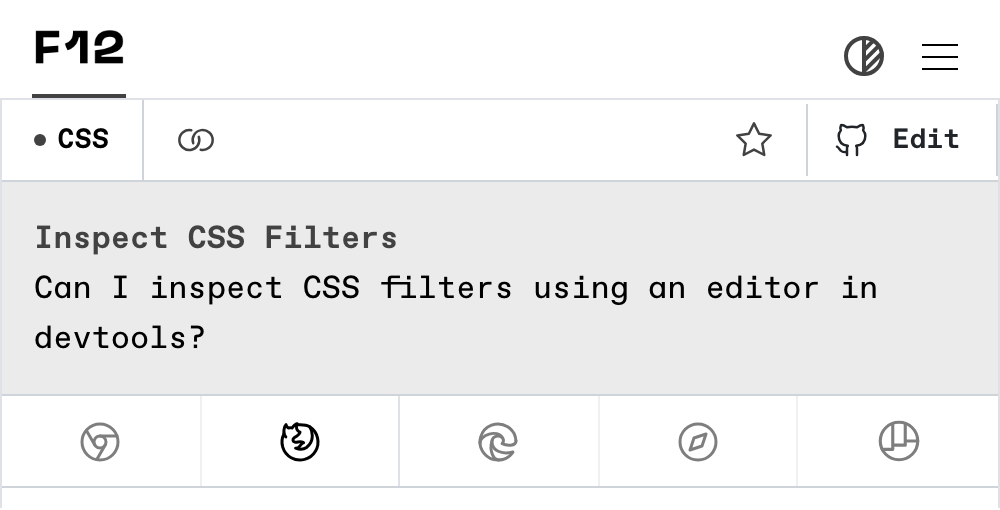 F12
CSS
Edit
Inspect CSS Filters
Can I inspect CSS filters using an editor in
devtools?